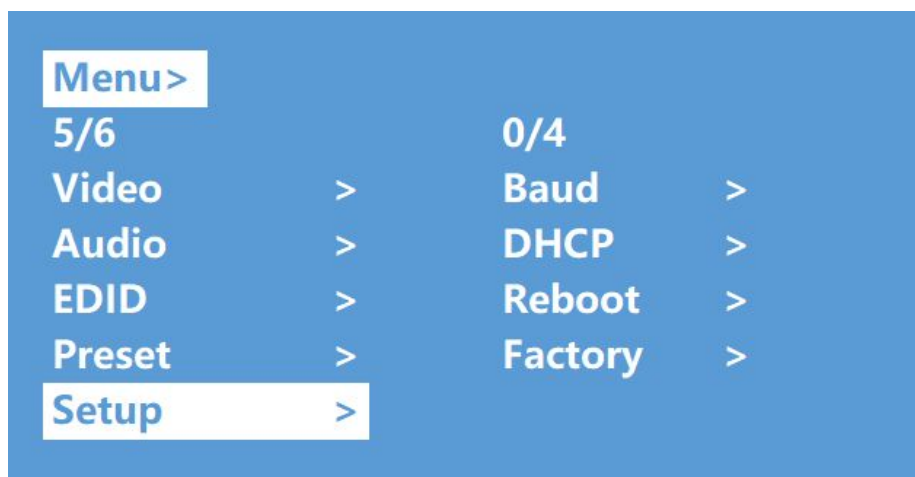 Menu>
5/6 0/4
Video > Baud >
Audio > DHCP >
EDID > Reboot >
Preset > Factory >
Setup >